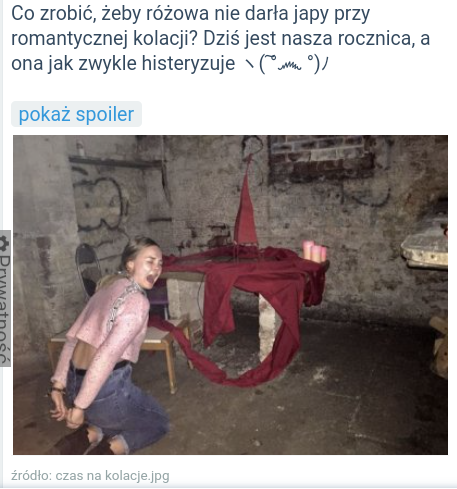 Co zrobić, żeby różowa nie darła japy przy
romantycznej kolacji? Dziś jest nasza rocznica, a
ona jak zwykle histeryzuje ヽ( ͠°෴ °)ﾉ
pokaż spoiler
Prywatność
źródło: czas na kolacje.jpg